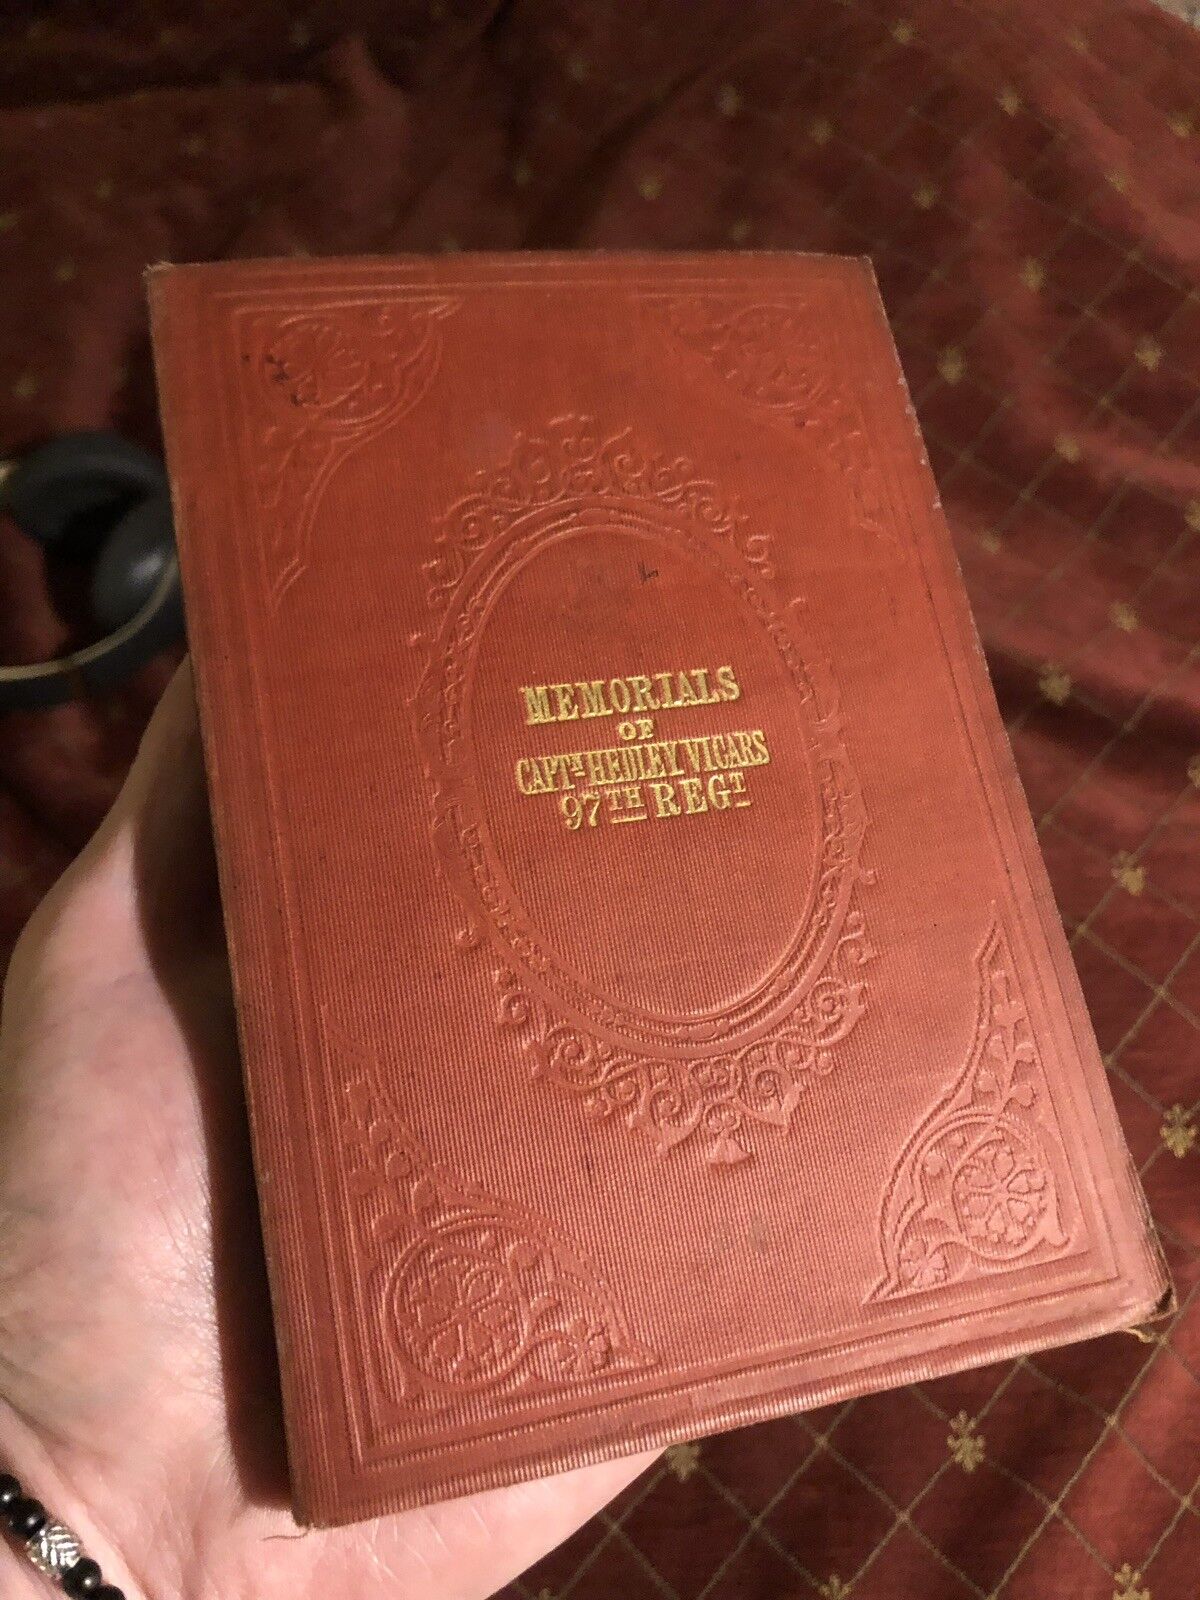 MEMORIALS
OF
CAPTN HEDLEY VICARS
97TH REGT